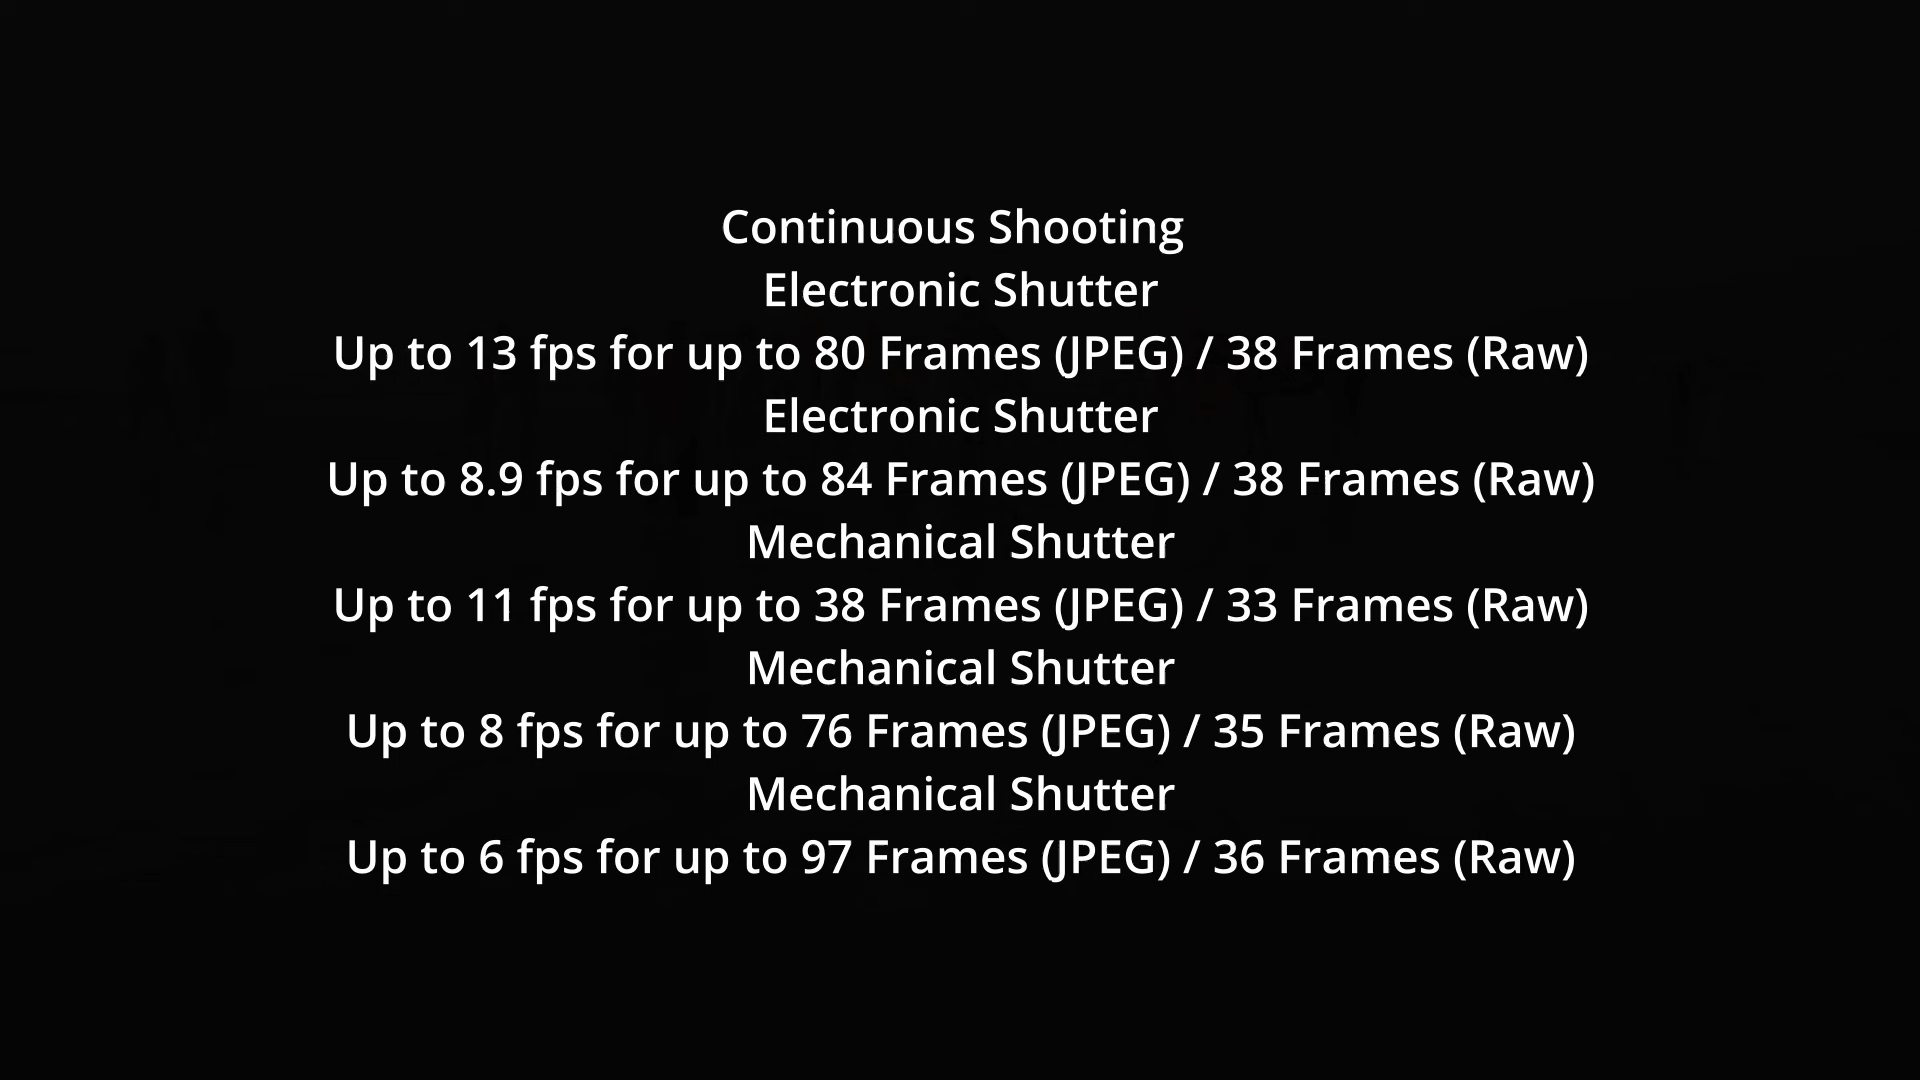 Continuous Shooting
Electronic Shutter
Up to 13 fps for up to 80 Frames (JPEG) / 38 Frames (Raw)
Electronic Shutter
Up to 8.9 fps for up to 84 Frames (JPEG) / 38 Frames (Raw)
Mechanical Shutter
Up to 11 fps for up to 38 Frames (JPEG) / 33 Frames (Raw)
Mechanical Shutter
Up to 8 fps for up to 76 Frames (JPEG) / 35 Frames (Raw)
Mechanical Shutter
Up to 6 fps for up to 97 Frames (JPEG) / 36 Frames (Raw)